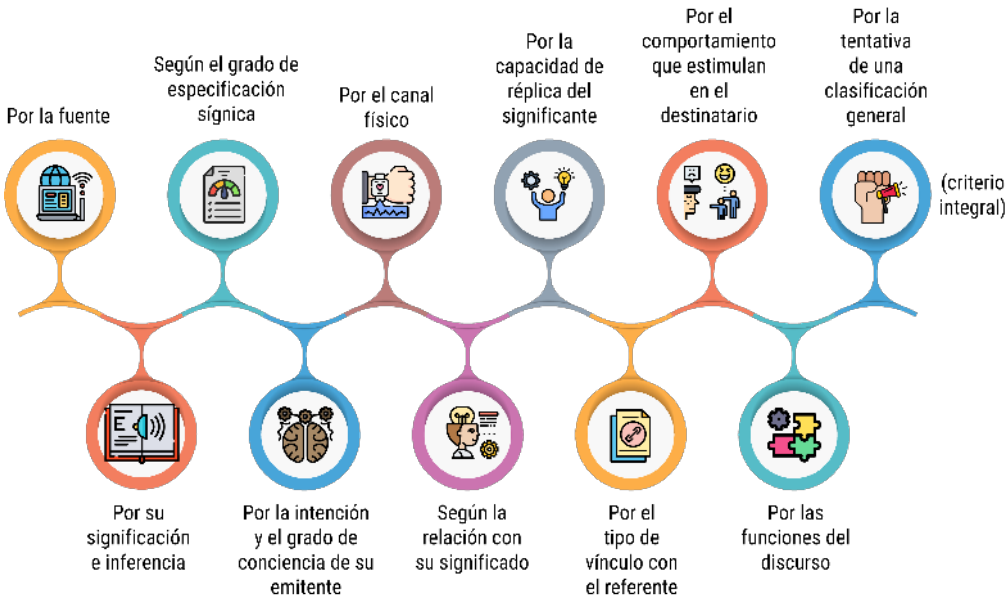 Por la fuente
Según el grado de
especificación
sígnica
Por el canal
físico
Por la
capacidad de
réplica del
significante
Por el
comportamiento
que estimulan
en el
destinatario
Por la
tentativa
de una
clasificación
general
(criterio
integral)
E
Por su
significación
e inferencia
Por la intención
y el grado de
conciencia de su
emitente
Según la
relación con
su significado
Por el
tipo de
vínculo con
el referente
Por las
funciones del
discurso